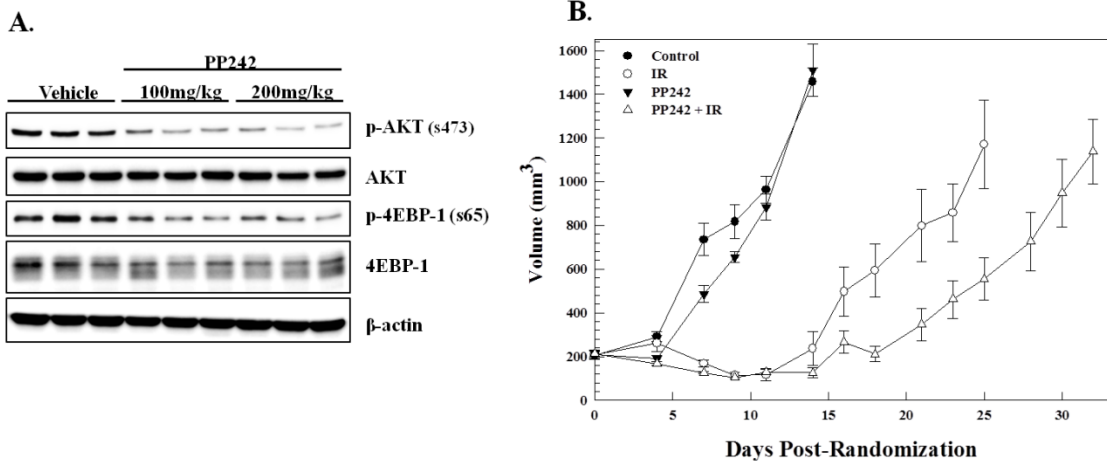 A.
PP242
Vehicle 100mg/kg 200mg/kg
p-AKT (s473)
AKT
p-4EBP-1 (s65)
4EBP-1
β-actin
B.
Control
IR
PP242
PP242 + IR
1600
1400
1200
1000
800
600
400
200
0
Volume (mm³)
0 5 10 15 20 25 30
Days Post-Randomization